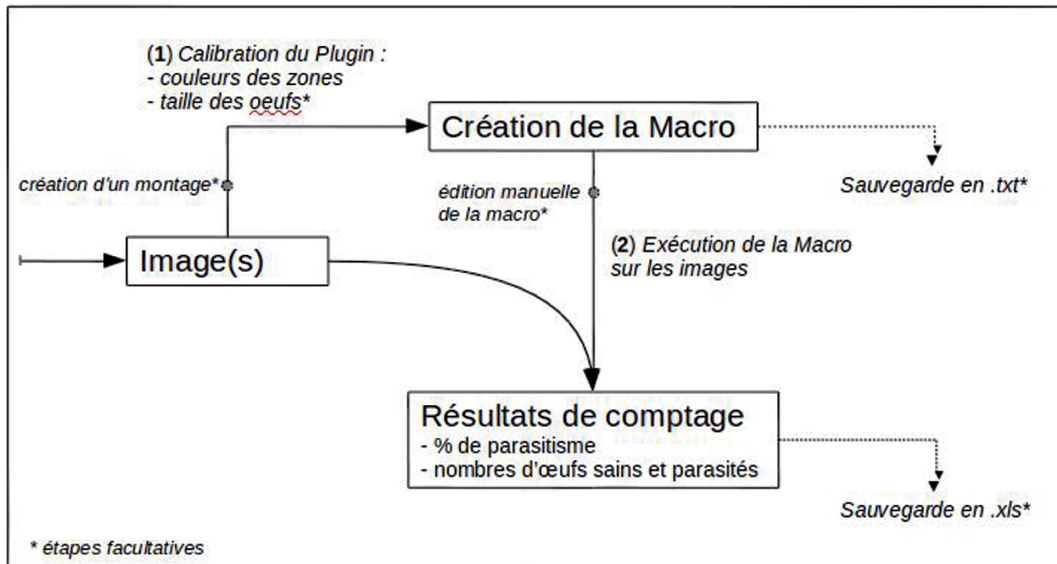 (1) Calibration du Plugin :
- couleurs des zones
- taille des oeufs*
Création de la Macro
création d'un montage*
édition manuelle
de la macro*
Sauvegarde en .txt*
Image(s)
(2) Exécution de la Macro
sur les images
Résultats de comptage
- % de parasitisme
- nombres d'œufs sains et parasités
Sauvegarde en .xls*
* étapes facultatives